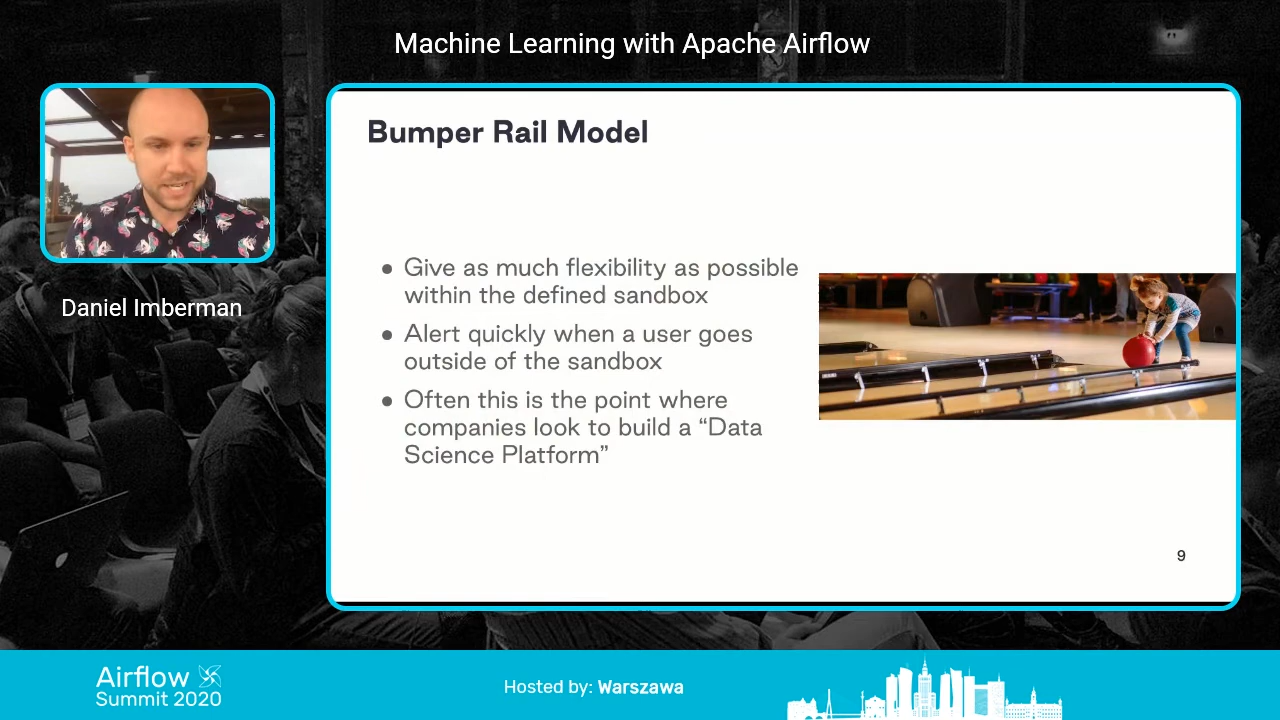 Machine Learning with Apache Airflow
Daniel Imberman
Bumper Rail Model
● Give as much flexibility as possible
within the defined sandbox
● Alert quickly when a user goes
outside of the sandbox
● Often this is the point where
companies look to build a “Data
Science Platform”
9
Airflow
Summit 2020
Hosted by: Warszawa